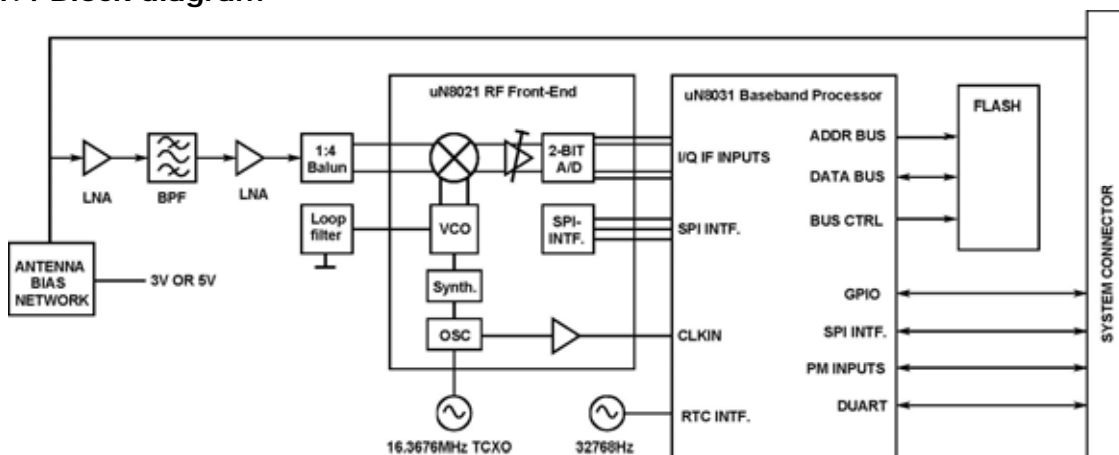 uN8021 RF Front-End
uN8031 Baseband Processor
FLASH
ADDR BUS
1:4
Balun
2-BIT
A/D
I/Q IF INPUTS
LNA
BPF
LNA
DATA BUS
Loop
filter
VCO
SPI-
INTF.
SPI INTF.
BUS CTRL
ANTENNA
BIAS
NETWORK
3V OR 5V
Synth.
GPIO
OSC
CLKIN
SPI INTF.
PM INPUTS
DUART
RTC INTF.
16.3676MHz TCXO
32768Hz
SYSTEM CONNECTOR